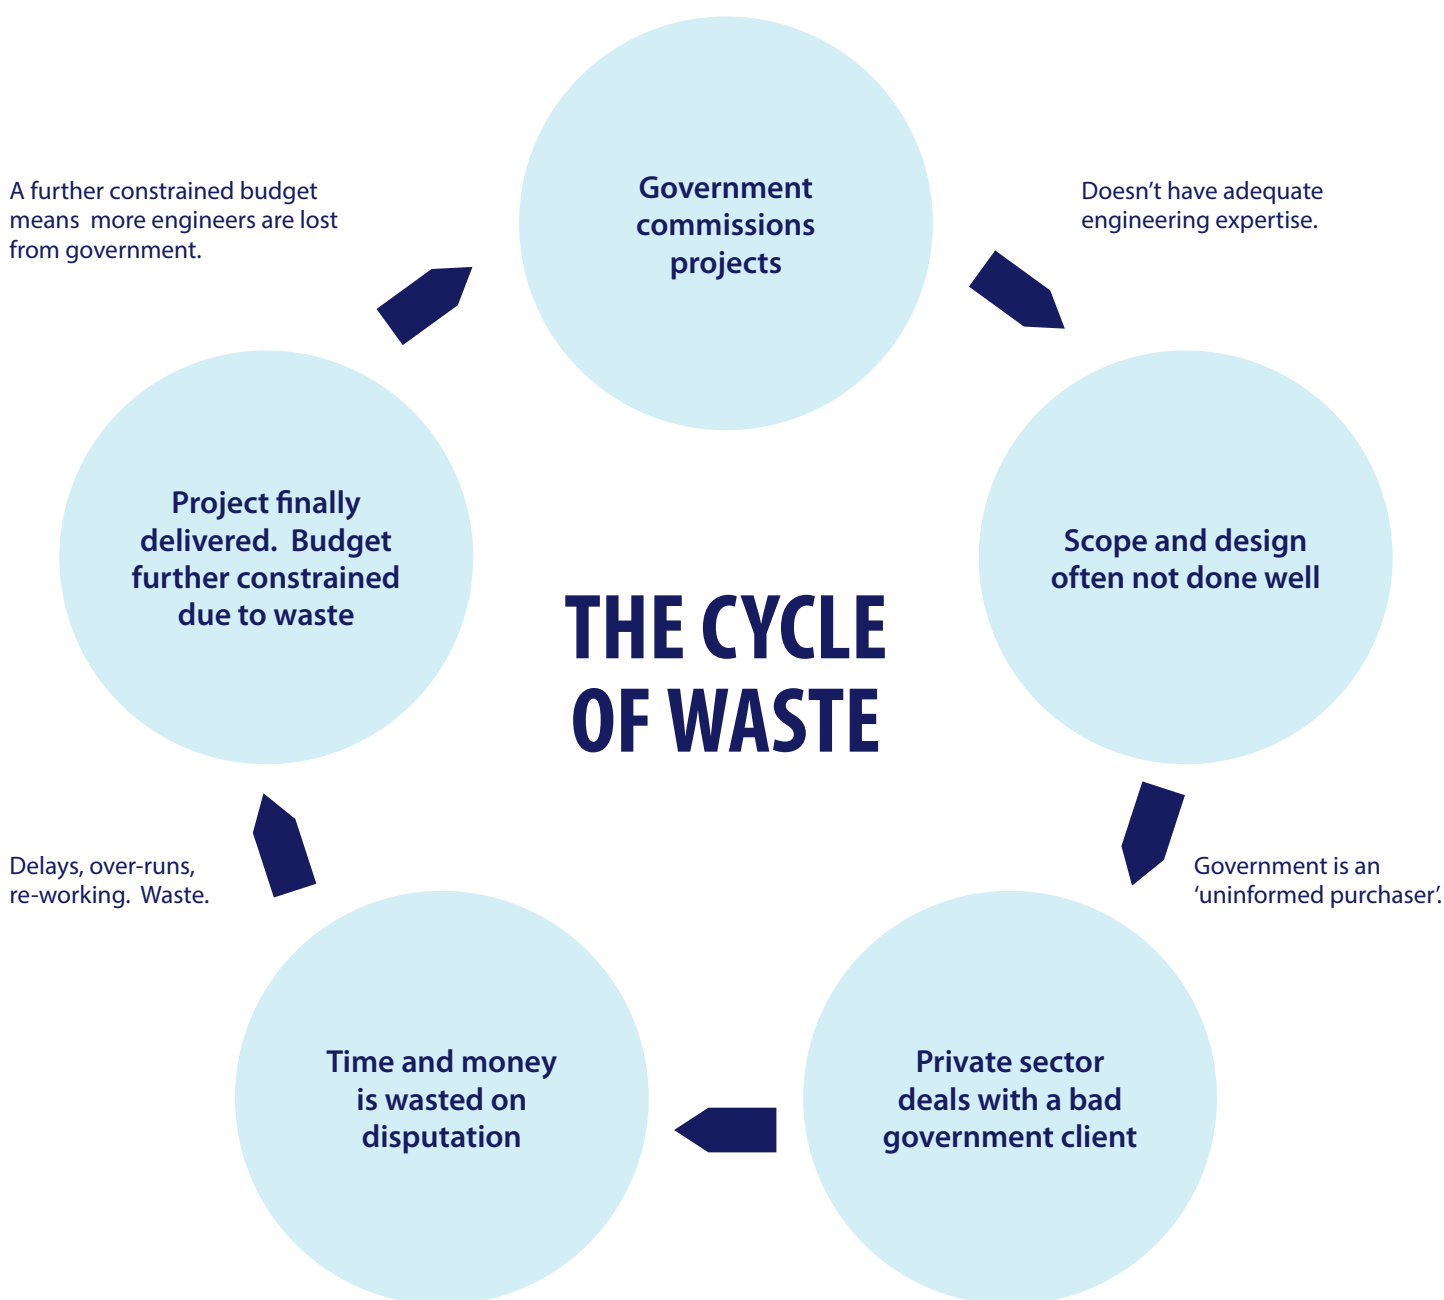 Government
commissions
projects
Doesn’t have adequate
engineering expertise.
Scope and design
often not done well
Government is an
‘uninformed purchaser’.
Private sector
deals with a bad
government client
Time and money
is wasted on
disputation
Delays, over-runs,
re-working.  Waste.
Project finally
delivered.  Budget
further constrained
due to waste
A further constrained budget
means  more engineers are lost
from government.
THE CYCLE
OF WASTE